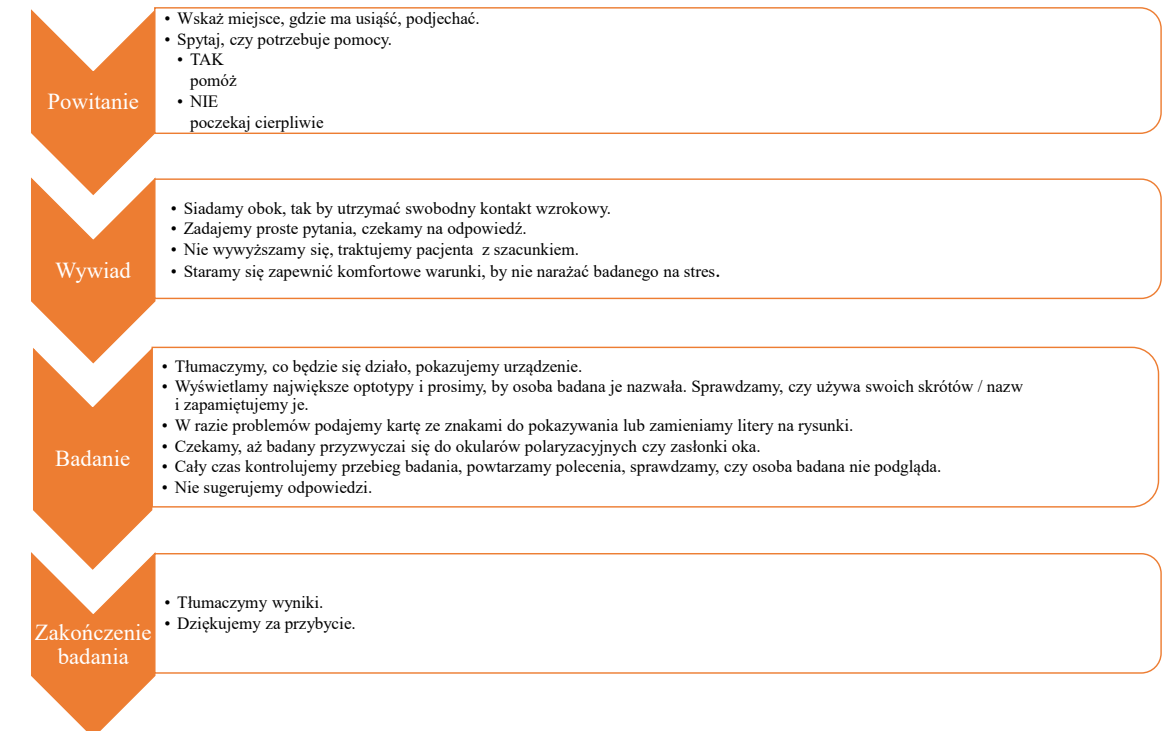 Powitanie
• Wskaż miejsce, gdzie ma usiąść, podjechać.
• Spytaj, czy potrzebuje pomocy.
• TAK
pomóż
• NIE
poczekaj cierpliwie
Wywiad
• Siadamy obok, tak by utrzymać swobodny kontakt wzrokowy.
• Zadajemy proste pytania, czekamy na odpowiedź.
• Nie wywyższamy się, traktujemy pacjenta z szacunkiem.
• Staramy się zapewnić komfortowe warunki, by nie narażać badanego na stres.
Badanie
• Tłumaczymy, co będzie się działo, pokazujemy urządzenie.
• Wyświetlamy największe optotypy i prosimy, by osoba badana je nazwała. Sprawdzamy, czy używa swoich skrótów / nazw
i zapamiętujemy je.
• W razie problemów podajemy kartę ze znakami do pokazywania lub zamieniamy litery na rysunki.
• Czekamy, aż badany przyzwyczai się do okularów polaryzacyjnych czy zasłonki oka.
• Cały czas kontrolujemy przebieg badania, powtarzamy polecenia, sprawdzamy, czy osoba badana nie podgląda.
• Nie sugerujemy odpowiedzi.
Zakończenie
badania
• Tłumaczymy wyniki.
• Dziękujemy za przybycie.